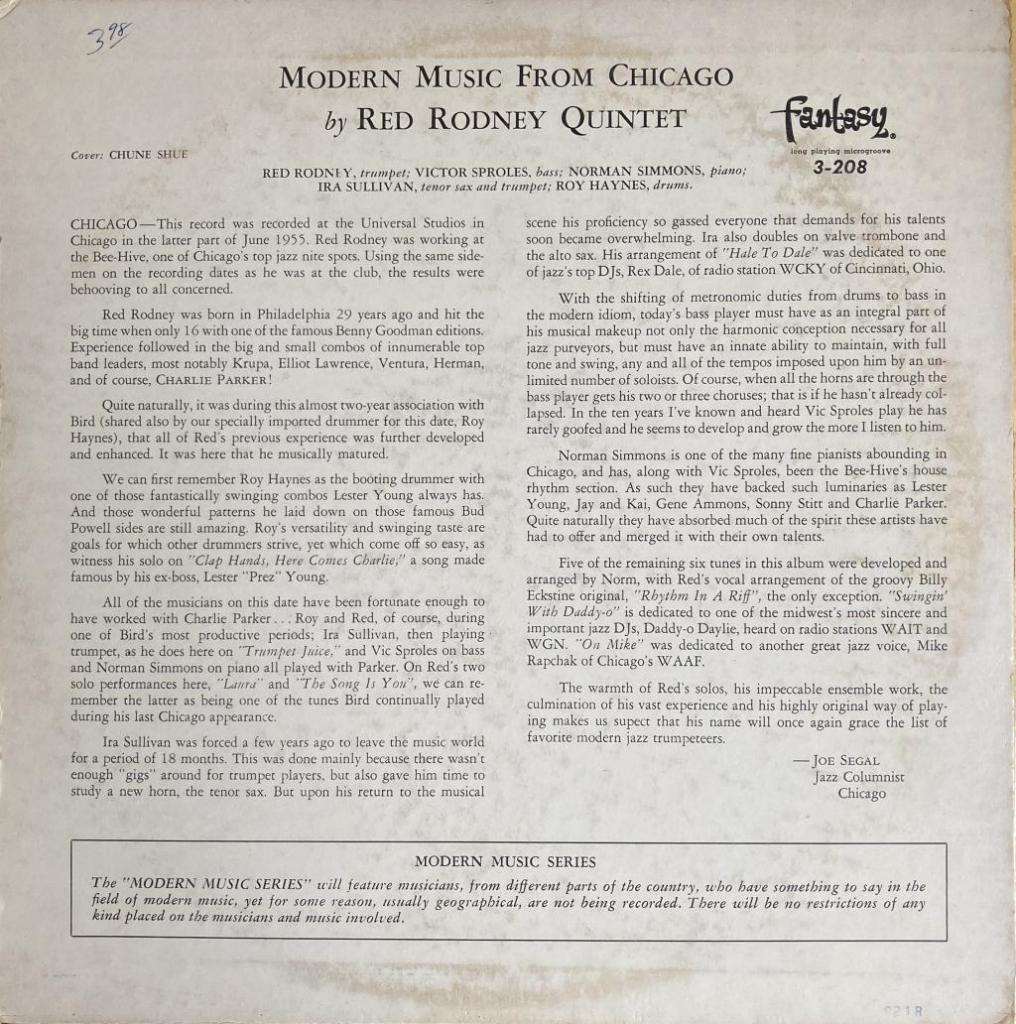 3 98
MODERN MUSIC FROM CHICAGO
by RED RODNEY QUINTET
fantasy
long playing microgroove
3-208
Cover: CHUNE SHUE
RED RODNEY, trumpet; VICTOR SPROLES, bass; NORMAN SIMMONS, piano;
IRA SULLIVAN, tenor sax and trumpet; ROY HAYNES, drums.
CHICAGO—This record was recorded at the Universal Studios in
Chicago in the latter part of June 1955. Red Rodney was working at
the Bee-Hive, one of Chicago's top jazz nite spots. Using the same side-
men on the recording dates as he was at the club, the results were
behooving to all concerned.
Red Rodney was born in Philadelphia 29 years ago and hit the
big time when only 16 with one of the famous Benny Goodman editions.
Experience followed in the big and small combos of innumerable top
band leaders, most notably Krupa, Elliot Lawrence, Ventura, Herman,
and of course, CHARLIE PARKER!
Quite naturally, it was during this almost two-year association with
Bird (shared also by our specially imported drummer for this date, Roy
Haynes), that all of Red's previous experience was further developed
and enhanced. It was here that he musically matured.
We can first remember Roy Haynes as the booting drummer with
one of those fantastically swinging combos Lester Young always has.
And those wonderful patterns he laid down on those famous Bud
Powell sides are still amazing. Roy's versatility and swinging taste are
goals for which other drummers strive, yet which come off so easy, as
witness his solo on "Clap Hands, Here Comes Charlie," a song made
famous by his ex-boss, Lester "Prez" Young.
All of the musicians on this date have been fortunate enough to
have worked with Charlie Parker... Roy and Red, of course, during
one of Bird's most productive periods; Ira Sullivan, then playing
trumpet, as he does here on "Trumpet Juice," and Vic Sproles on bass
and Norman Simmons on piano all played with Parker. On Red's two
solo performances here, "Laura" and "The Song Is You", we can re-
member the latter as being one of the tunes Bird continually played
during his last Chicago appearance.
Ira Sullivan was forced a few years ago to leave the music world
for a period of 18 months. This was done mainly because there wasn't
enough "gigs" around for trumpet players, but also gave him time to
study a new horn, the tenor sax. But upon his return to the musical
scene his proficiency so gassed everyone that demands for his talents
soon became overwhelming. Ira also doubles on valve trombone and
the alto sax. His arrangement of "Hale To Dale" was dedicated to one
of jazz's top DJs, Rex Dale, of radio station WCKY of Cincinnati, Ohio.
With the shifting of metronomic duties from drums to bass in
the modern idiom, today's bass player must have as an integral part of
his musical makeup not only the harmonic conception necessary for all
jazz purveyors, but must have an innate ability to maintain, with full
tone and swing, any and all of the tempos imposed upon him by an un-
limited number of soloists. Of course, when all the horns are through the
bass player gets his two or three choruses; that is if he hasn't already col-
lapsed. In the ten years I've known and heard Vic Sproles play he has
rarely goofed and he seems to develop and grow the more I listen to him.
Norman Simmons is one of the many fine pianists abounding in
Chicago, and has, along with Vic Sproles, been the Bee-Hive's house
rhythm section. As such they have backed such luminaries as Lester
Young, Jay and Kai, Gene Ammons, Sonny Stitt and Charlie Parker.
Quite naturally they have absorbed much of the spirit these artists have
had to offer and merged it with their own talents.
Five of the remaining six tunes in this album were developed and
arranged by Norm, with Red's vocal arrangement of the groovy Billy
Eckstine original, "Rhythm In A Riff", the only exception. "Swingin'
With Daddy-o" is dedicated to one of the midwest's most sincere and
important jazz DJs, Daddy-o Daylie, heard on radio stations WAIT and
WGN. "On Mike" was dedicated to another great jazz voice, Mike
Rapchak of Chicago's WAAF.
The warmth of Red's solos, his impeccable ensemble work, the
culmination of his vast experience and his highly original way of play-
ing makes us supect that his name will once again grace the list of
favorite modern jazz trumpeteers.
—JOE SEGAL
Jazz Columnist
Chicago
MODERN MUSIC SERIES
The "MODERN MUSIC SERIES" will feature musicians, from different parts of the country, who have something to say in the
field of modern music, yet for some reason, usually geographical, are not being recorded. There will be no restrictions of any
kind placed on the musicians and music involved.